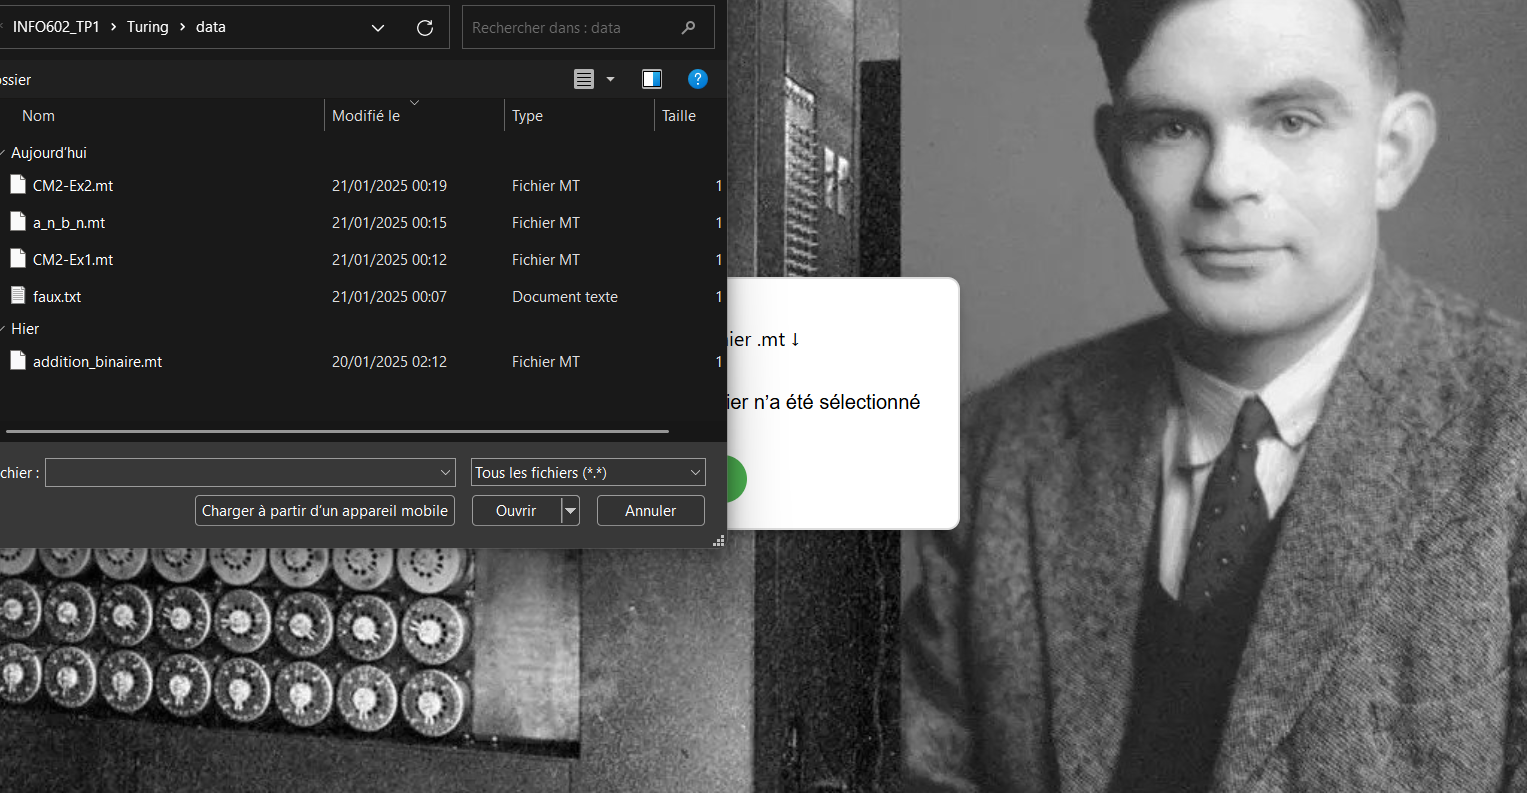 INFO602_TP1 > Turing > data
Rechercher dans : data
ossier
?
Nom Modifié le Type Taille
Aujourd’hui
CM2-Ex2.mt 21/01/2025 00:19 Fichier MT 1
a_n_b_n.mt 21/01/2025 00:15 Fichier MT 1
CM2-Ex1.mt 21/01/2025 00:12 Fichier MT 1
faux.txt 21/01/2025 00:07 Document texte 1
Hier
addition_binaire.mt 20/01/2025 02:12 Fichier MT 1
ier .mt ↓
ier n’a été sélectionné
chier : Tous les fichiers (*.*)
Charger à partir d’un appareil mobile Ouvrir Annuler